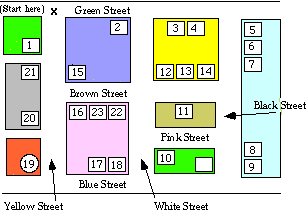 (Start here) x Green Street
1 2 3 4 5
6
7
21 15 12 13 14
Brown Street
16 23 22 11 Black Street
20 Pink Street
19 17 18 10 8
9
Blue Street
Yellow Street White Street